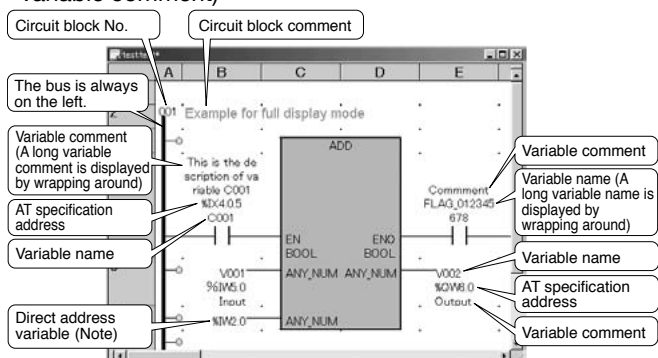 Variable comment)
Circuit block No.
Circuit block comment
testtest*
A B C D E
The bus is always
on the left.
001 Example for full display mode
Variable comment
(A long variable
comment is displayed
by wrapping around)
This is the de
scription of va
riable C001
%IX4.0.5
C001
ADD
Variable comment
Commment
FLAG_012345
678
Variable name (A
long variable name is
displayed by
wrapping around)
AT specification
address
Variable name
EN
BOOL
ENO
BOOL
V001
%IW5.0
Input
ANY_NUM
ANY_NUM
V002
%QW8.0
Output
Variable name
AT specification
address
Variable comment
Direct address
variable (Note)
%IW2.0
ANY_NUM